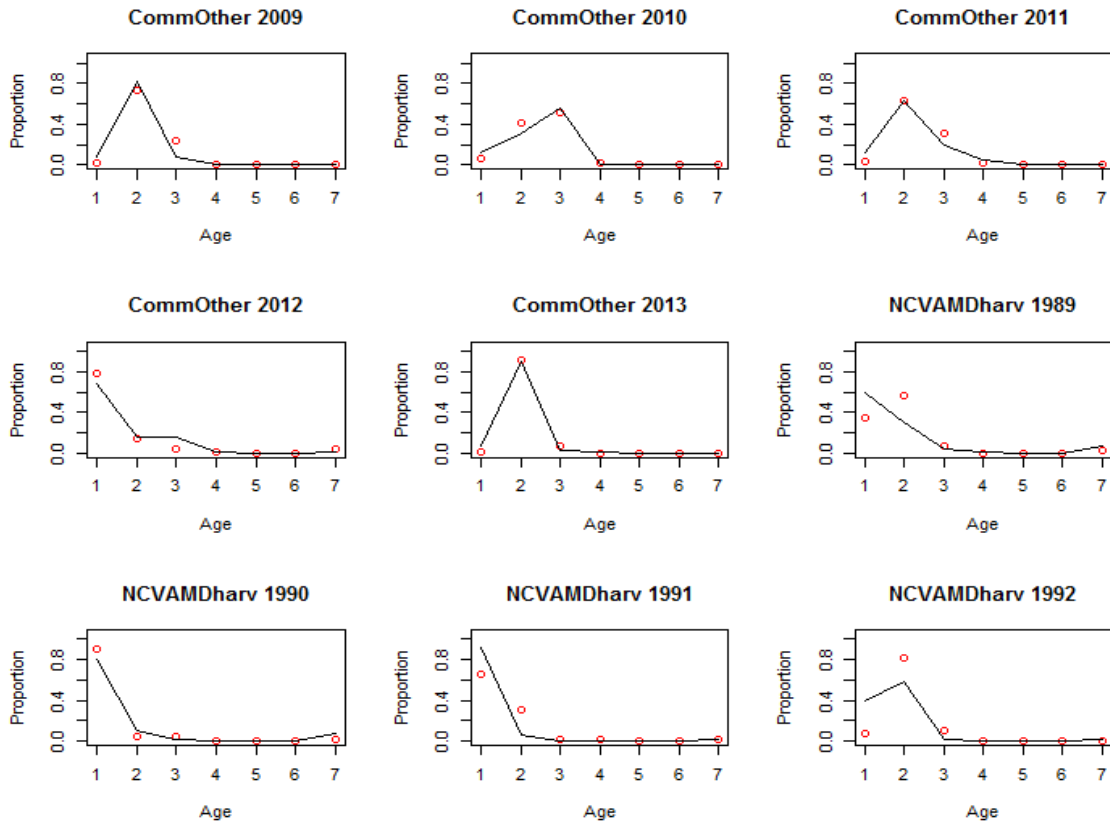 CommOther 2009
Proportion
0.0 0.4 0.8
1 2 3 4 5 6 7
Age
CommOther 2010
Proportion
0.0 0.4 0.8
1 2 3 4 5 6 7
Age
CommOther 2011
Proportion
0.0 0.4 0.8
1 2 3 4 5 6 7
Age
CommOther 2012
Proportion
0.0 0.4 0.8
1 2 3 4 5 6 7
Age
CommOther 2013
Proportion
0.0 0.4 0.8
1 2 3 4 5 6 7
Age
NCVAMDharv 1989
Proportion
0.0 0.4 0.8
1 2 3 4 5 6 7
Age
NCVAMDharv 1990
Proportion
0.0 0.4 0.8
1 2 3 4 5 6 7
Age
NCVAMDharv 1991
Proportion
0.0 0.4 0.8
1 2 3 4 5 6 7
Age
NCVAMDharv 1992
Proportion
0.0 0.4 0.8
1 2 3 4 5 6 7
Age